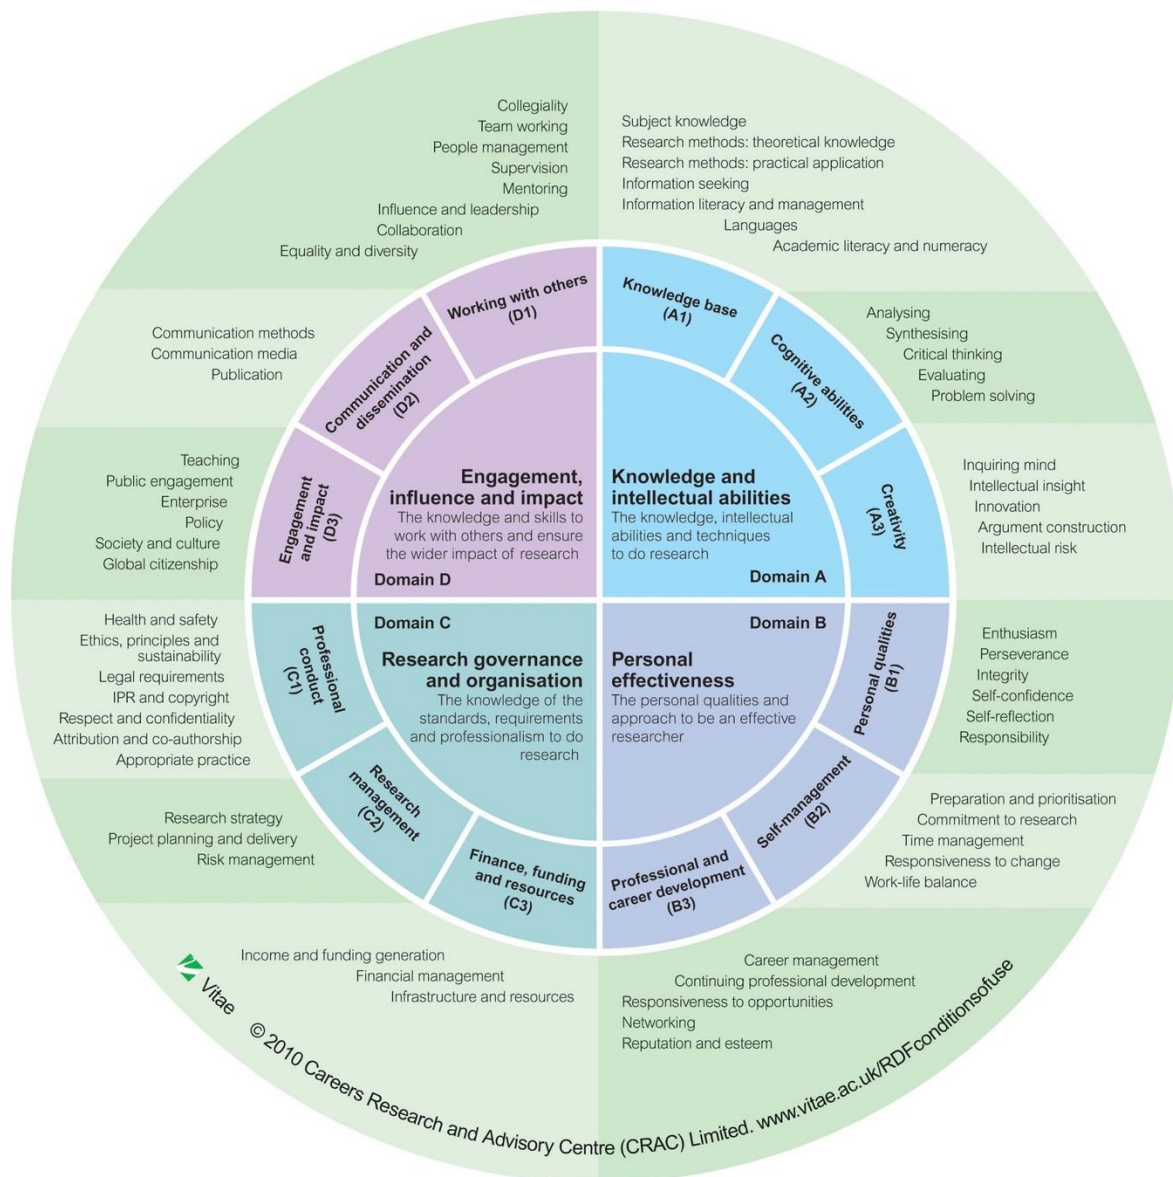 Collegiality
Team working
People management
Supervision
Mentoring
Influence and leadership
Collaboration
Equality and diversity
Subject knowledge
Research methods: theoretical knowledge
Research methods: practical application
Information seeking
Information literacy and management
Languages
Academic literacy and numeracy
Working with others
(D1)
Knowledge base
(A1)
Communication methods
Communication media
Publication
Communication and
dissemination
(D2)
Cognitive abilities
(A2)
Analysing
Synthesising
Critical thinking
Evaluating
Problem solving
Teaching
Public engagement
Enterprise
Policy
Society and culture
Global citizenship
Engagement
and impact
(D3)
Engagement,
influence and impact
The knowledge and skills to
work with others and ensure
the wider impact of research
Domain D
Knowledge and
intellectual abilities
The knowledge, intellectual
abilities and techniques
to do research
Domain A
Creativity
(A3)
Inquiring mind
Intellectual insight
Innovation
Argument construction
Intellectual risk
Health and safety
Ethics, principles and
sustainability
Legal requirements
IPR and copyright
Respect and confidentiality
Attribution and co-authorship
Appropriate practice
Professional
conduct
(C1)
Domain C
Research governance
and organisation
The knowledge of the
standards, requirements
and professionalism to do
research
Domain B
Personal
effectiveness
The personal qualities and
approach to be an effective
researcher
Personal qualities
(B1)
Enthusiasm
Perseverance
Integrity
Self-confidence
Self-reflection
Responsibility
Research strategy
Project planning and delivery
Risk management
Research
management
(C2)
Self-management
(B2)
Preparation and prioritisation
Commitment to research
Time management
Responsiveness to change
Work-life balance
Finance, funding
and resources
(C3)
Professional and
career development
(B3)
Income and funding generation
Financial management
Infrastructure and resources
Career management
Continuing professional development
Responsiveness to opportunities
Networking
Reputation and esteem
Vitae © 2010 Careers Research and Advisory Centre (CRAC) Limited. www.vitae.ac.uk/RDFconditionsofuse